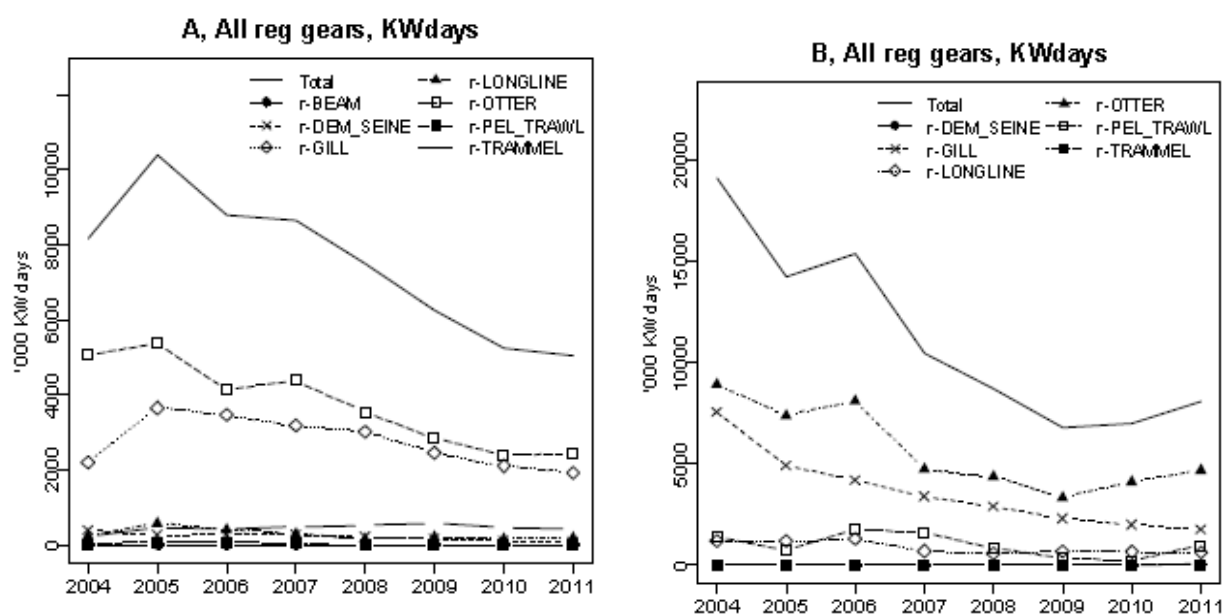 A, All reg gears, KWdays
Total
r-BEAM
r-DEM_SEINE
r-GILL
r-LONGLINE
r-OTTER
r-PEL_TRAWL
r-TRAMMEL
'000 KWdays
10000
8000
6000
4000
2000
0
2004 2005 2006 2007 2008 2009 2010 2011
B, All reg gears, KWdays
Total
r-DEM_SEINE
r-GILL
r-LONGLINE
r-OTTER
r-PEL_TRAWL
r-TRAMMEL
'000 KWdays
20000
15000
10000
5000
0
2004 2005 2006 2007 2008 2009 2010 2011